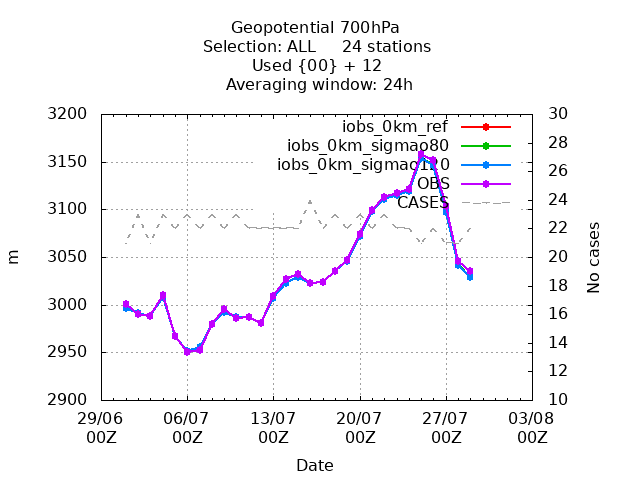 Geopotential 700hPa
Selection: ALL     24 stations
Used {00} + 12
Averaging window: 24h
3200
3150
3100
3050
3000
2950
2900
m
30
28
26
24
22
20
18
16
14
12
10
No cases
iobs_0km_ref
iobs_0km_sigmao80
iobs_0km_sigmao120
OBS
CASES
29/06 06/07 13/07 20/07 27/07 03/08
00Z 00Z 00Z 00Z 00Z 00Z
Date